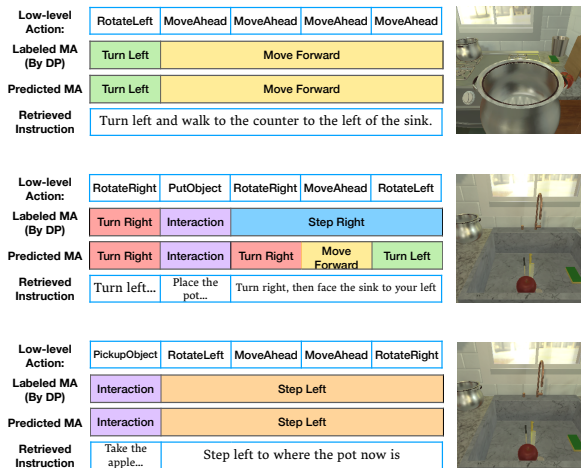 Low-level Action: RotateLeft MoveAhead MoveAhead MoveAhead MoveAhead
Labeled MA (By DP) Turn Left Move Forward
Predicted MA Turn Left Move Forward
Retrieved Instruction Turn left and walk to the counter to the left of the sink.
Low-level Action: RotateRight PutObject RotateRight MoveAhead RotateLeft
Labeled MA (By DP) Turn Right Interaction Step Right
Predicted MA Turn Right Interaction Turn Right Move Forward Turn Left
Retrieved Instruction Turn left... Place the pot... Turn right, then face the sink to your left
Low-level Action: PickupObject RotateLeft MoveAhead MoveAhead RotateRight
Labeled MA (By DP) Interaction Step Left
Predicted MA Interaction Step Left
Retrieved Instruction Take the apple... Step left to where the pot now is